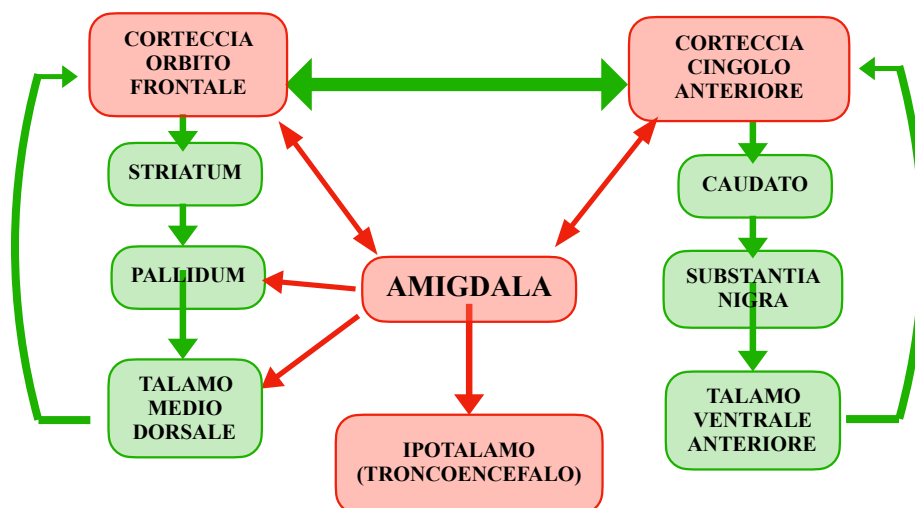 CORTECCIA
ORBITO
FRONTALE
CORTECCIA
CINGOLO
ANTERIORE
STRIATUM
CAUDATO
PALLIDUM
AMIGDALA
SUBSTANTIA
NIGRA
TALAMO
MEDIO
DORSALE
TALAMO
VENTRALE
ANTERIORE
IPOTALAMO
(TRONCOENCEFALO)